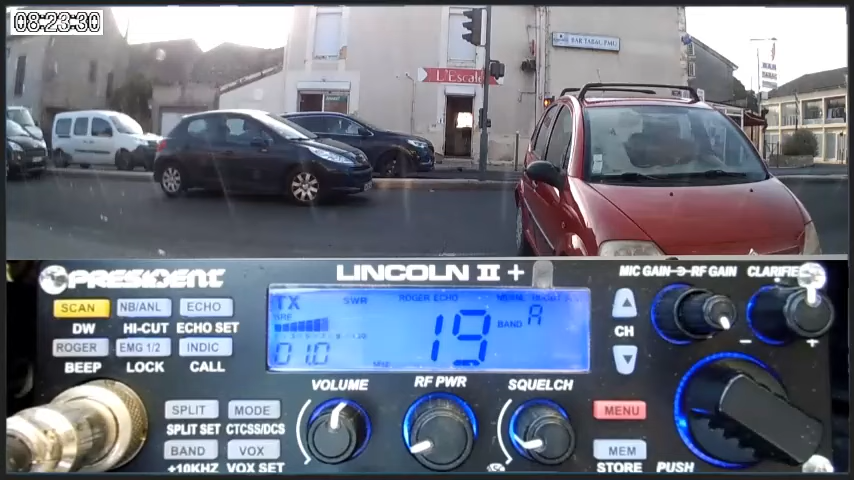 08:23:30
BAR TABAC PMU
L'Escale
PRESIDENT
LINCOLN II +
MIC GAIN RF GAIN
CLARIFIER
SCAN
NB/ANL
ECHO
DW
HI-CUT
ECHO SET
ROGER
EMG 1/2
INDIC
BEEP
LOCK
CALL
TX
SWR
ROGER ECHO
19
BAND
A
01.0
CH
VOLUME
RF PWR
SQUELCH
SPLIT
MODE
SPLIT SET
CTCSS/DCS
BAND
VOX
+10KHZ
VOX SET
MENU
MEM
STORE
PUSH
- +